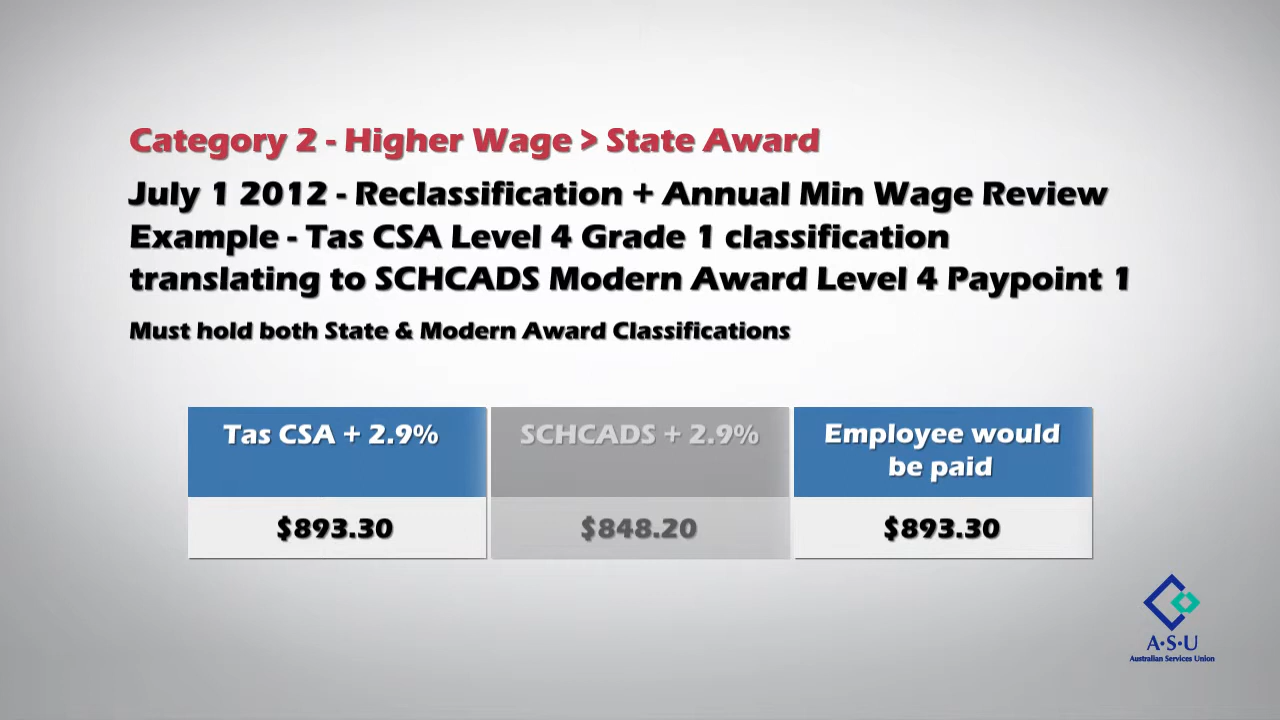 Category 2 - Higher Wage > State Award
July 1 2012 - Reclassification + Annual Min Wage Review
Example - Tas CSA Level 4 Grade 1 classification
translating to SCHCADS Modern Award Level 4 Paypoint 1
Must hold both State & Modern Award Classifications
Tas CSA + 2.9%
SCHCADS + 2.9%
Employee would
be paid
$893.30
$848.20
$893.30
A·S·U
Australian Services Union